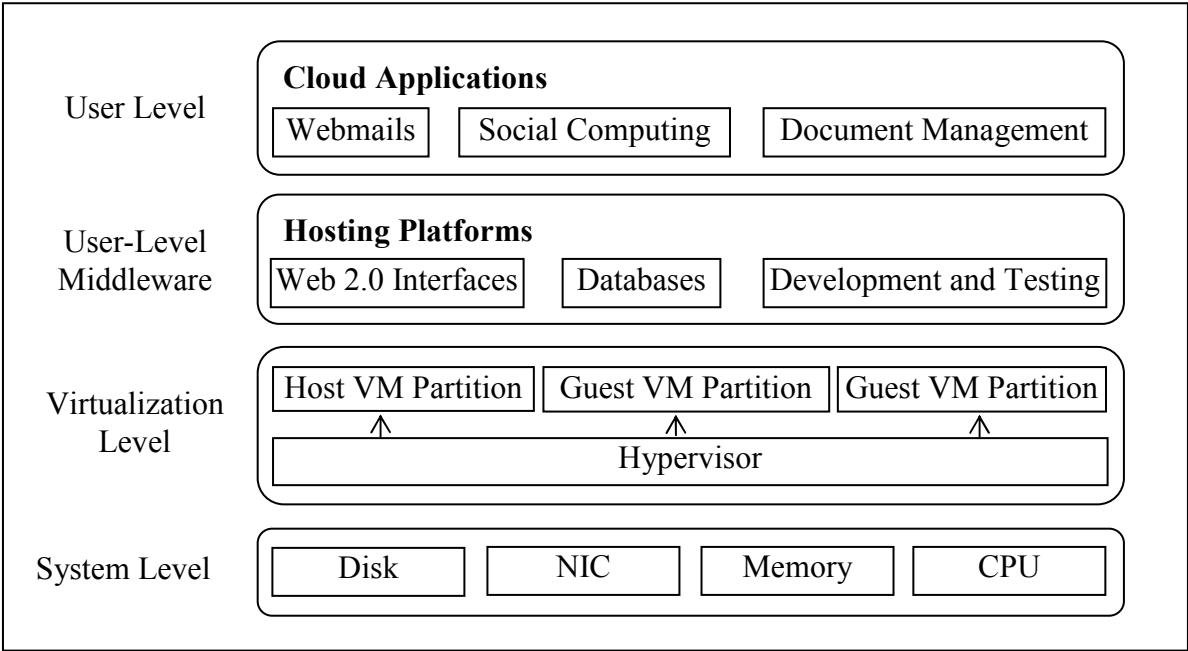 User Level
Cloud Applications
Webmails
Social Computing
Document Management
User-Level
Middleware
Hosting Platforms
Web 2.0 Interfaces
Databases
Development and Testing
Virtualization
Level
Host VM Partition
Guest VM Partition
Guest VM Partition
Hypervisor
System Level
Disk
NIC
Memory
CPU